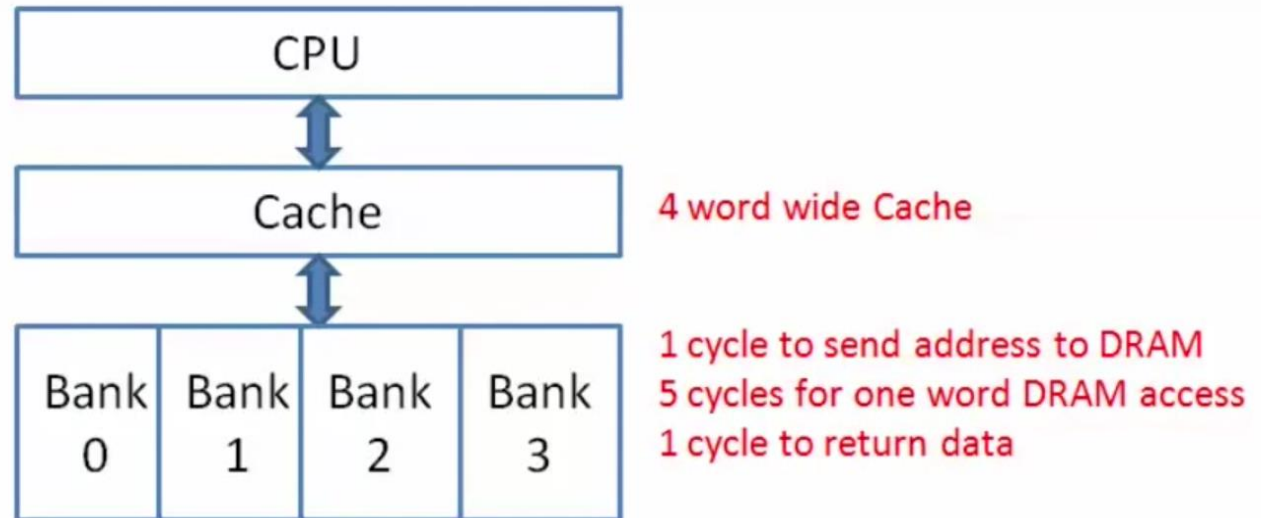 CPU
Cache
4 word wide Cache
Bank 0
Bank 1
Bank 2
Bank 3
1 cycle to send address to DRAM
5 cycles for one word DRAM access
1 cycle to return data